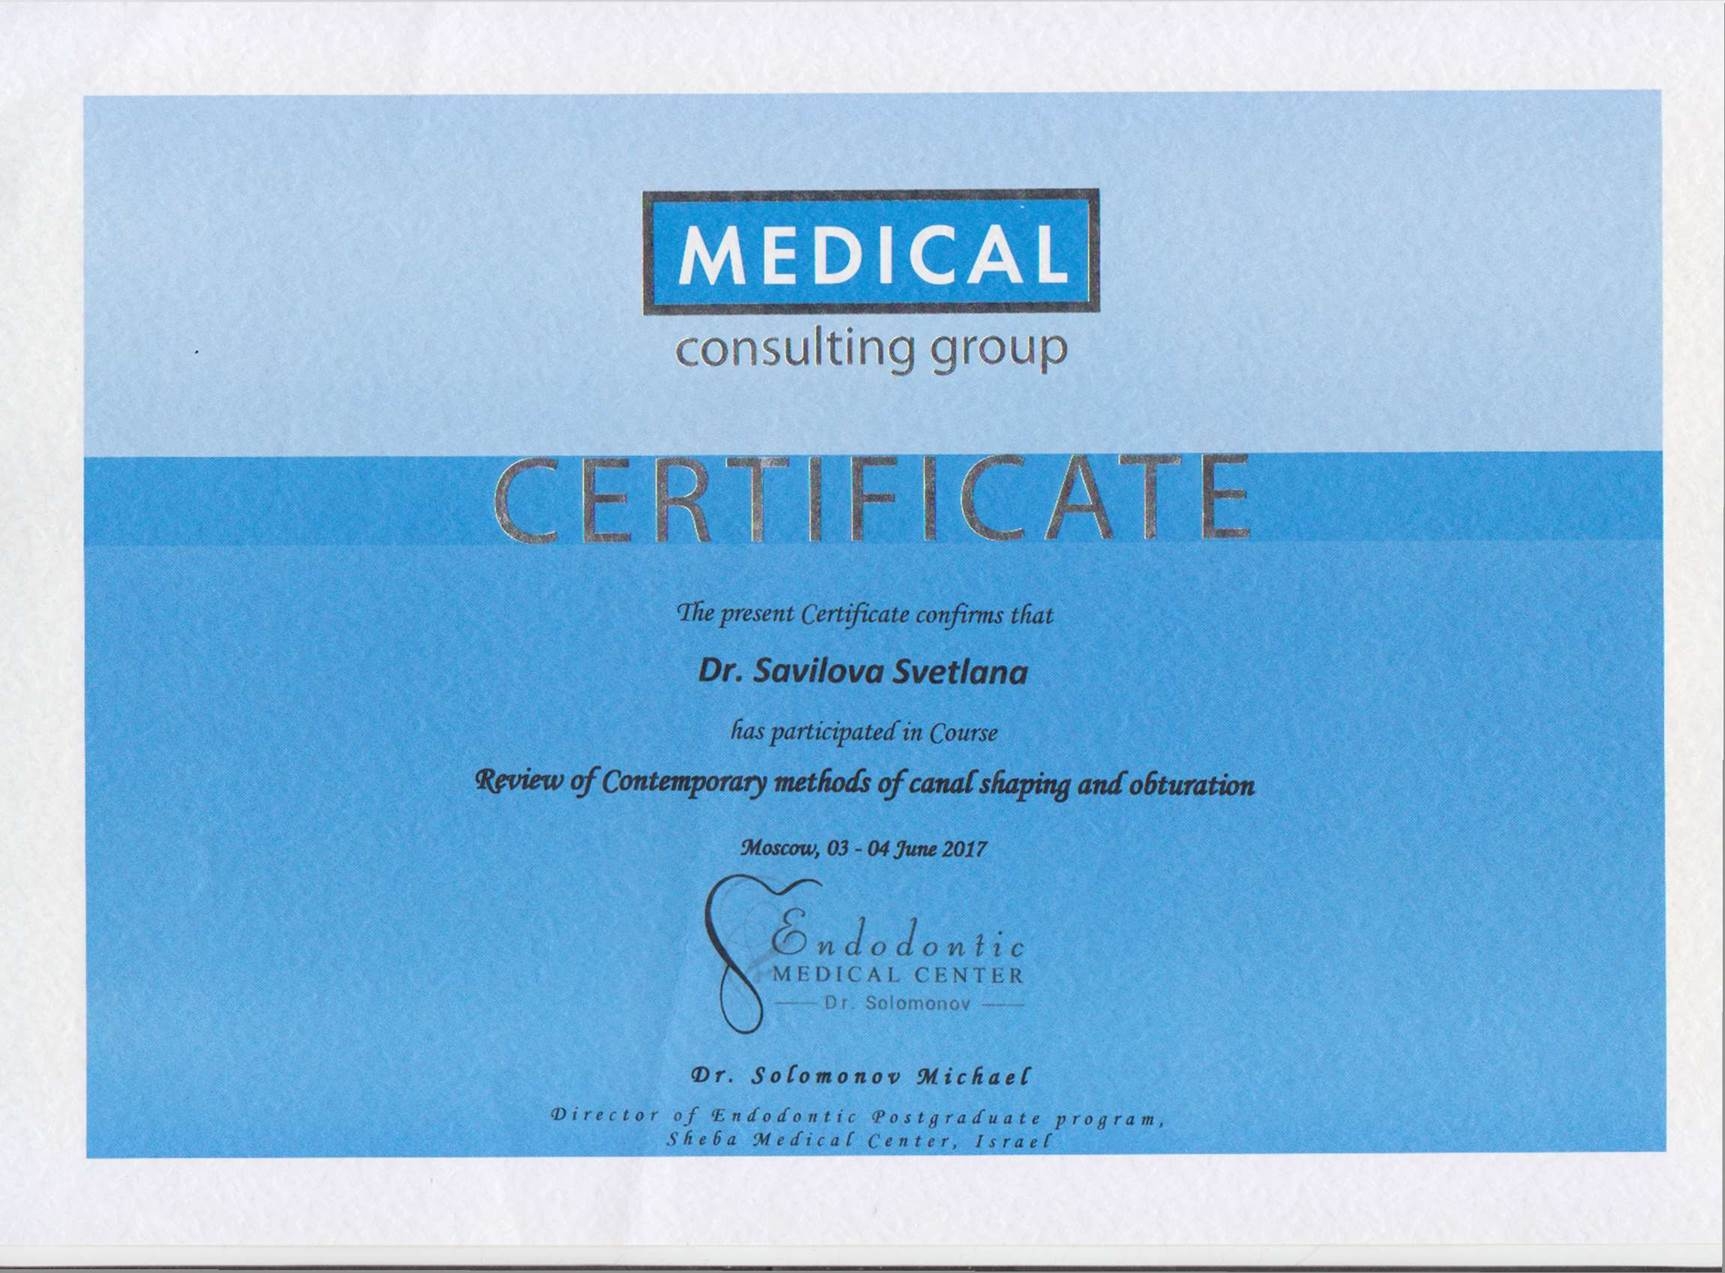 MEDICAL
consulting group
CERTIFICATE
The present Certificate confirms that
Dr. Savilova Svetlana
has participated in Course
Review of Contemporary methods of canal shaping and obturation
Moscow, 03 - 04 June 2017
Endodontic
MEDICAL CENTER
Dr. Solomonov
Dr. Solomonov Michael
Director of Endodontic Postgraduate program,
Sheba Medical Center, Israel